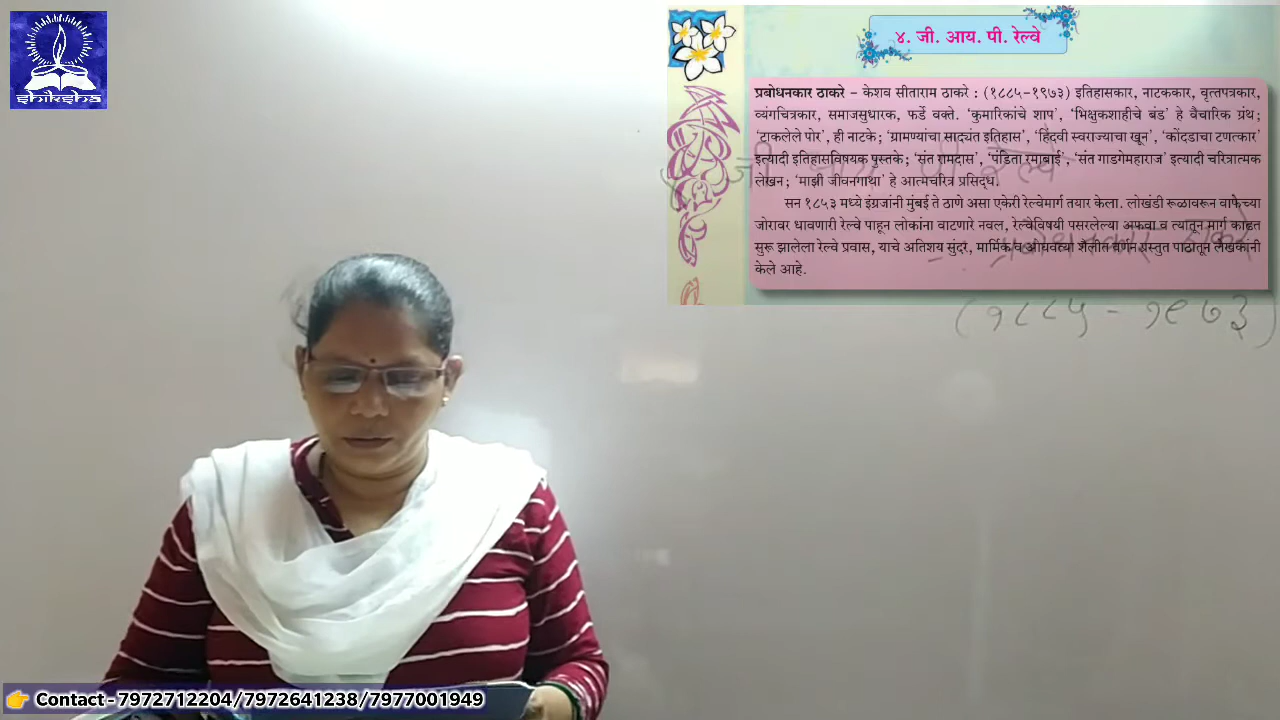 shiksha
४. जी. आय. पी. रेल्वे
प्रबोधनकार ठाकरे – केशव सीताराम ठाकरे : (१८८५-१९७३) इतिहासकार, नाटककार, वृत्तपत्रकार,
व्यंगचित्रकार, समाजसुधारक, फर्डे वक्ते. ‘कुमारिकांचे शाप’, ‘भिक्षुकशाहीचे बंड’ हे वैचारिक ग्रंथ;
‘टाकलेले पोर’, ही नाटके; ‘ग्रामण्यांचा साद्यंत इतिहास’, ‘हिंदवी स्वराज्याचा खून’, ‘कोंदडाचा टणत्कार’
इत्यादी इतिहासविषयक पुस्तके; ‘संत रामदास’, ‘पंडिता रमाबाई’, ‘संत गाडगेमहाराज’ इत्यादी चरित्रात्मक
लेखन; ‘माझी जीवनगाथा’ हे आत्मचरित्र प्रसिद्ध.
सन १८५३ मध्ये इंग्रजांनी मुंबई ते ठाणे असा एकेरी रेल्वेमार्ग तयार केला. लोखंडी रूळावरून वाफेच्या
जोरावर धावणारी रेल्वे पाहून लोकांना वाटणारे नवल, रेल्वेविषयी पसरलेल्या अफवा व त्यातून मार्ग काढत
सुरू झालेला रेल्वे प्रवास, याचे अतिशय सुंदर, मार्मिक व ओघवत्या शैलीत वर्णन प्रस्तुत पाठातून लेखकांनी
केले आहे.
जी पी रेल्वे
ठाकरे
(१८८५ - १९७३)
👉 Contact - 7972712204/7972641238/7977001949